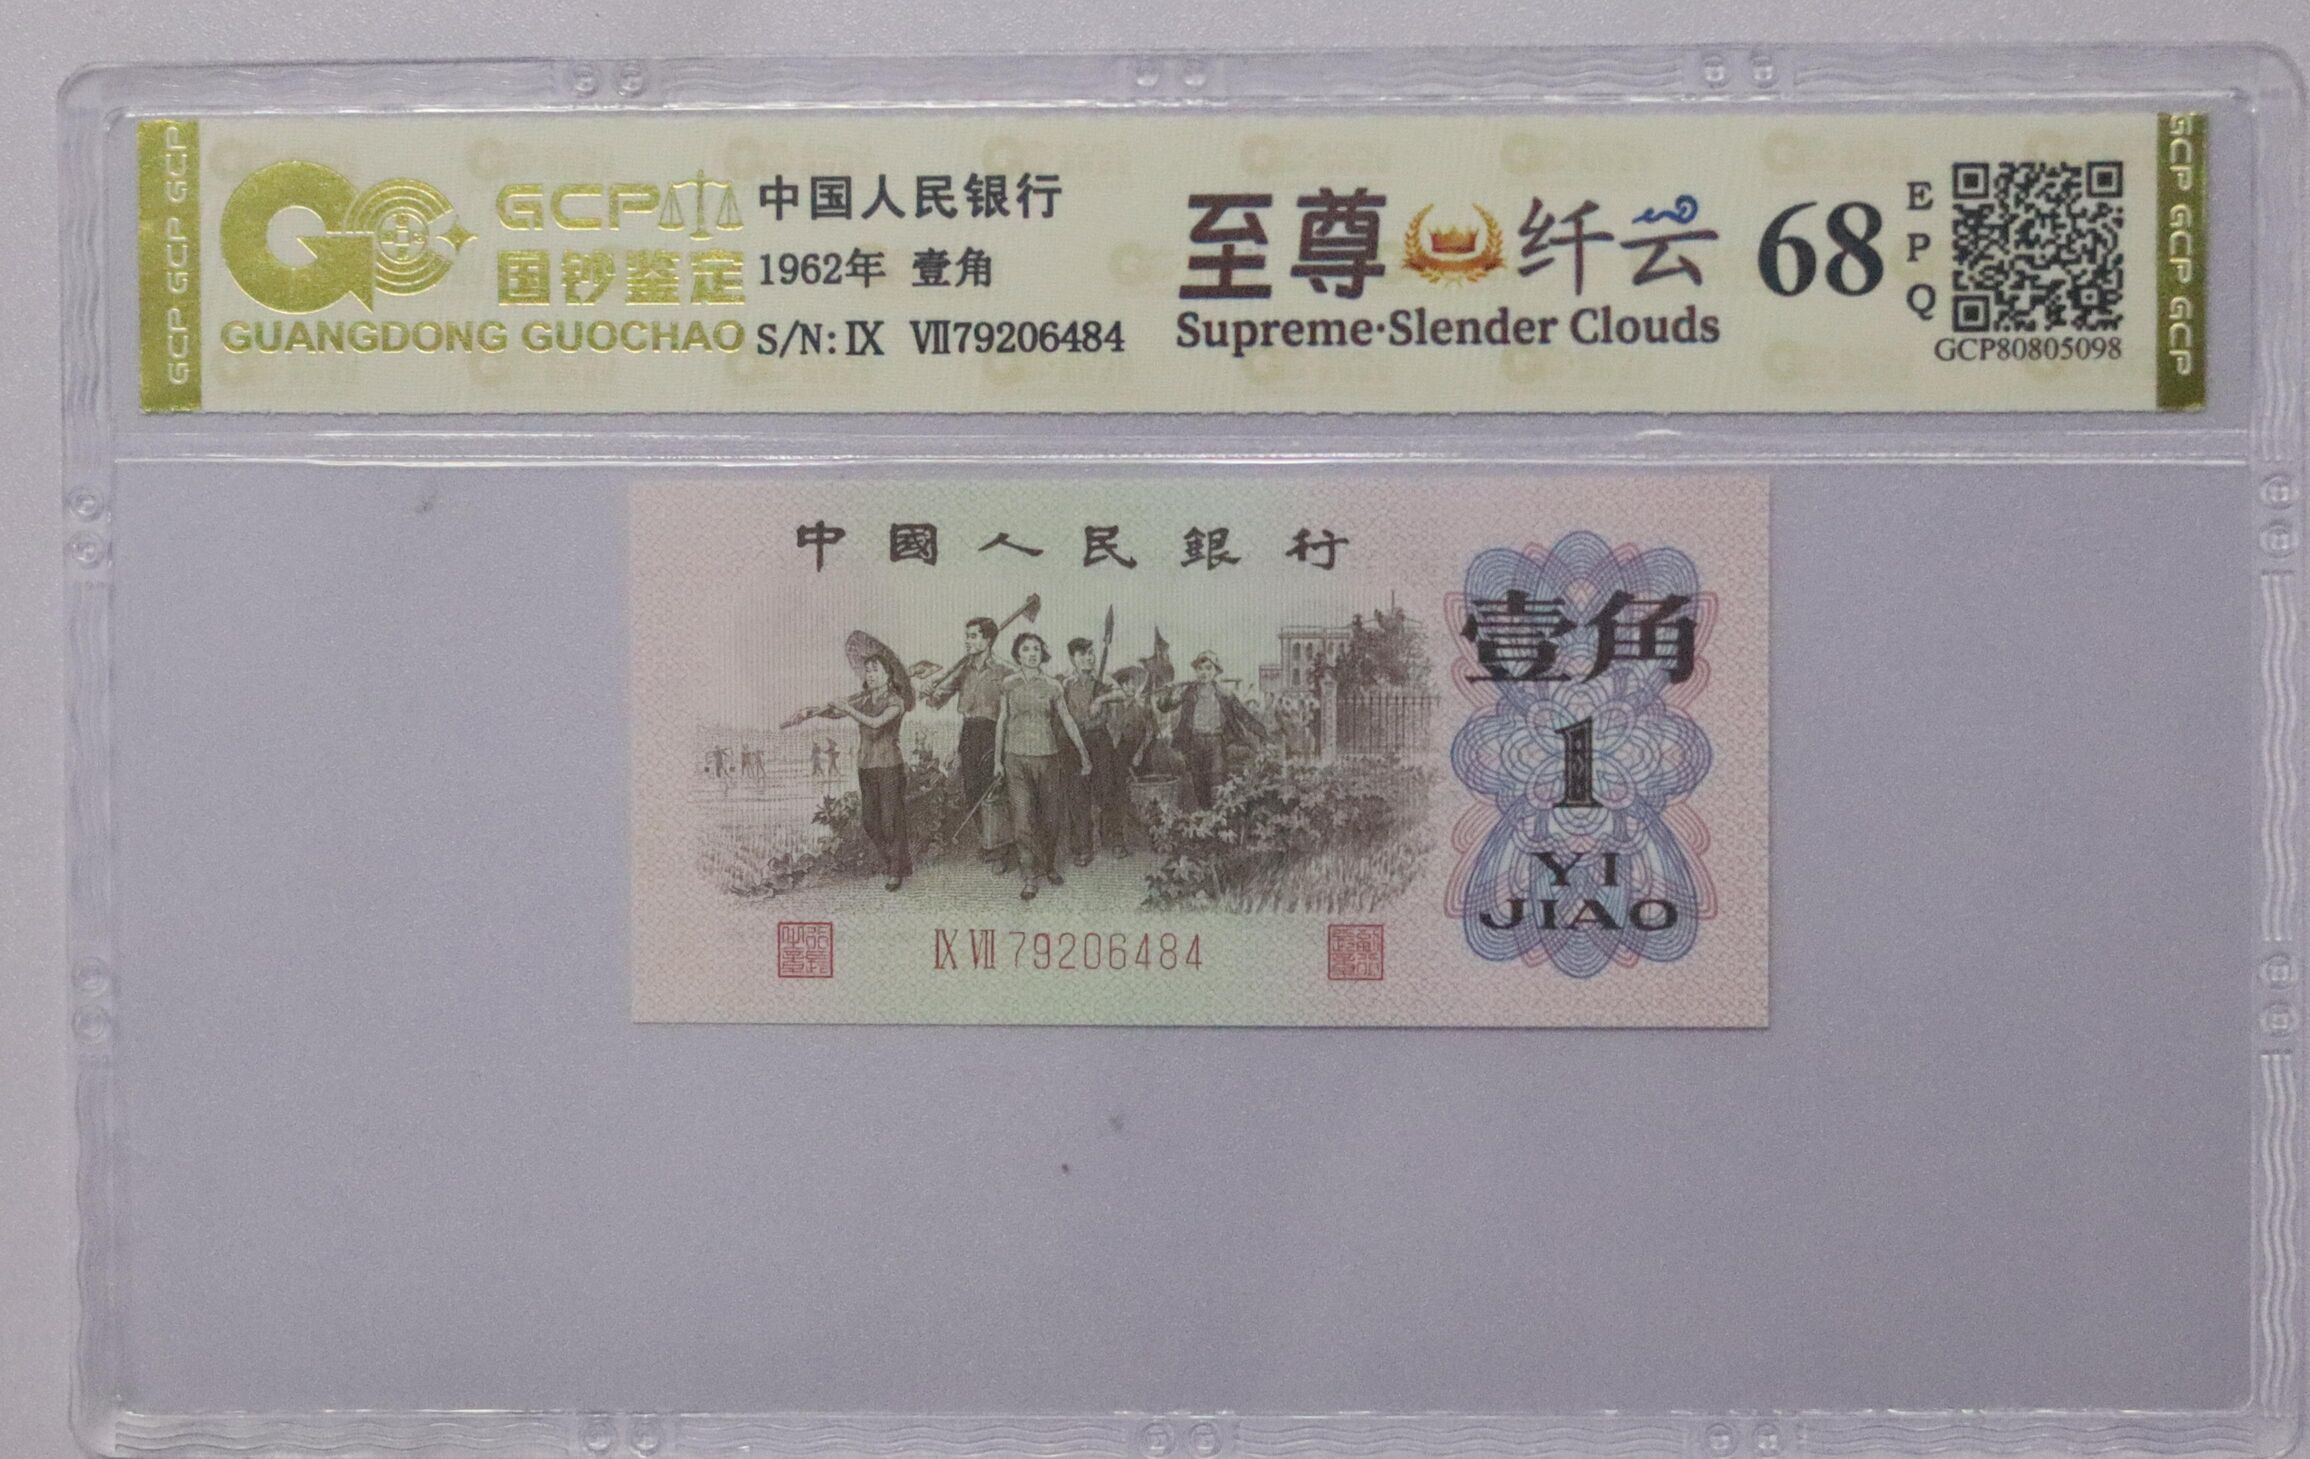 GCP GCP GCP
GCP
国钞鉴定
GUANGDONG GUOCHAO
中国人民银行
1962年 壹角
S/N: IX VII79206484
至尊 纤云
Supreme·Slender Clouds
68
EPQ
GCP80805098
GCP GCP GCP
中國人民銀行
壹角
1
YI
JIAO
IX VII 79206484